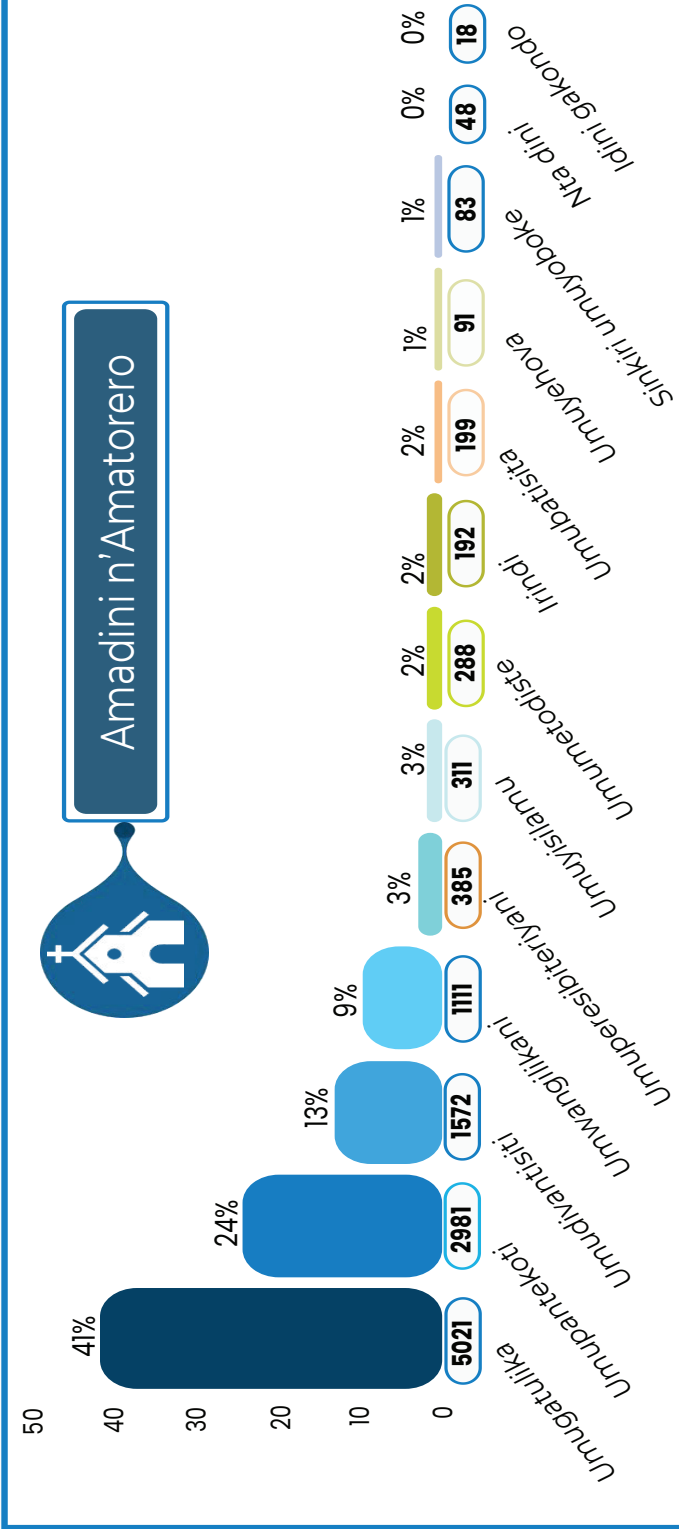 Amadini n'Amatorero
50
40
30
20
10
0
41%
24%
13%
9%
3%
3%
2%
2%
2%
1%
1%
0%
0%
5021
2981
1572
1111
385
311
288
192
199
91
83
48
18
Umugatulika
Umupantekoti
Umudivantisiti
Umwangilikani
Umuperesibiteriyani
Umuyisilamu
Umumetodiste
Irindi
Umubatisita
Umuyehova
Sinkiri umuyoboke
Nta dini
Idini gakondo